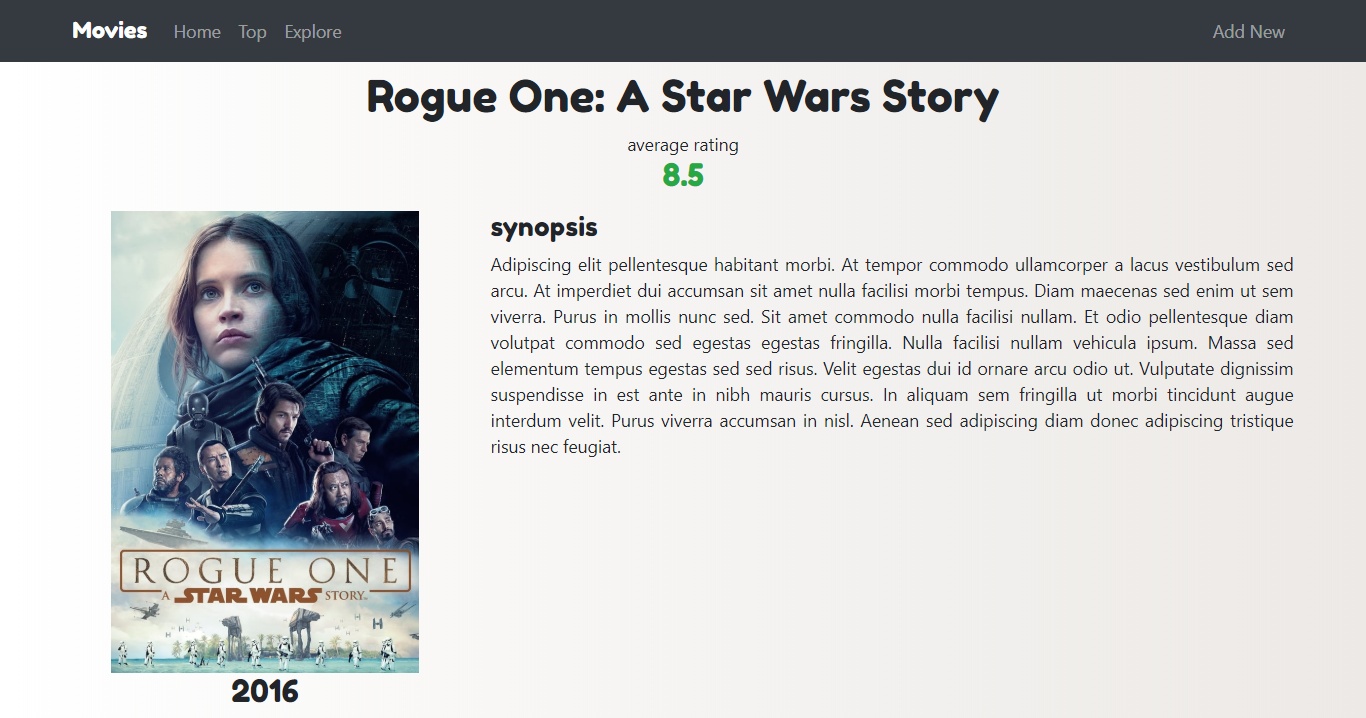 Movies Home Top Explore Add New
Rogue One: A Star Wars Story
average rating
8.5
synopsis
Adipiscing elit pellentesque habitant morbi. At tempor commodo ullamcorper a lacus vestibulum sed
arcu. At imperdiet dui accumsan sit amet nulla facilisi morbi tempus. Diam maecenas sed enim ut sem
viverra. Purus in mollis nunc sed. Sit amet commodo nulla facilisi nullam. Et odio pellentesque diam
volutpat commodo sed egestas egestas fringilla. Nulla facilisi nullam vehicula ipsum. Massa sed
elementum tempus egestas sed sed risus. Velit egestas dui id ornare arcu odio ut. Vulputate dignissim
suspendisse in est ante in nibh mauris cursus. In aliquam sem fringilla ut morbi tincidunt augue
interdum velit. Purus viverra accumsan in nisl. Aenean sed adipiscing diam donec adipiscing tristique
risus nec feugiat.
ROGUE ONE
A STAR WARS STORY
2016